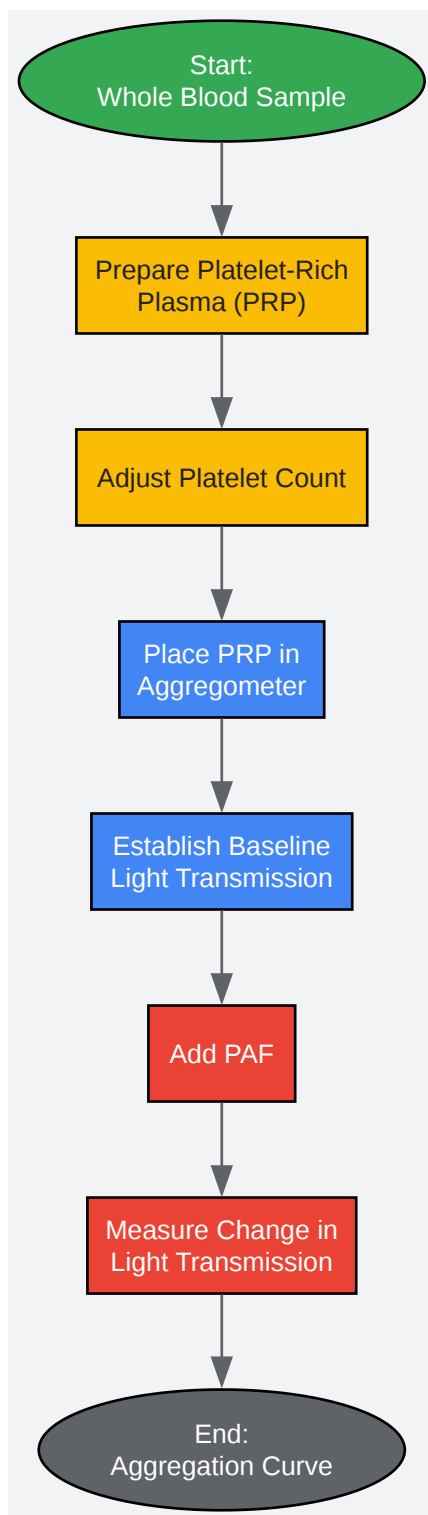 Start:
Whole Blood Sample
Prepare Platelet-Rich
Plasma (PRP)
Adjust Platelet Count
Place PRP in
Aggregometer
Establish Baseline
Light Transmission
Add PAF
Measure Change in
Light Transmission
End:
Aggregation Curve